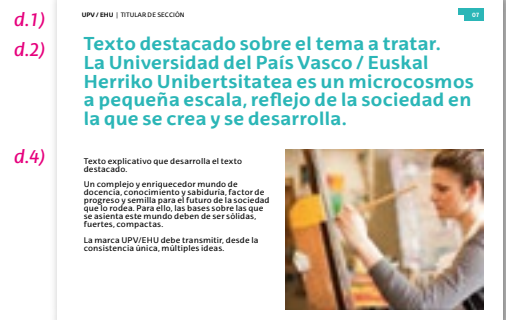 d.1)
UPV / EHU | TITULAR DE SECCIÓN
07
d.2)
Texto destacado sobre el tema a tratar.
La Universidad del País Vasco / Euskal
Herriko Unibertsitatea es un microcosmos
a pequeña escala, reflejo de la sociedad en
la que se crea y se desarrolla.
d.4)
Texto explicativo que desarrolla el texto
destacado.
Un complejo y enriquecedor mundo de
docencia, conocimiento y sabiduría, factor de
progreso y semilla para el futuro de la sociedad
que lo rodea. Para ello, las bases sobre las que
se asienta este mundo deben de ser sólidas,
fuertes, compactas.
La marca UPV/EHU debe transmitir, desde la
consistencia única, múltiples ideas.